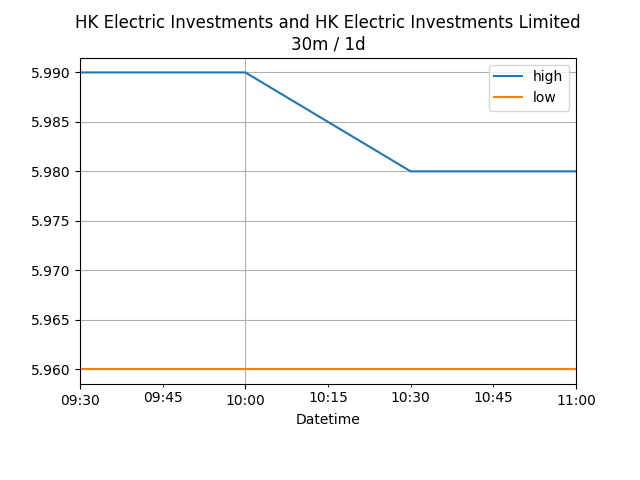 HK Electric Investments and HK Electric Investments Limited
30m / 1d
high
low
5.990
5.985
5.980
5.975
5.970
5.965
5.960
09:30 09:45 10:00 10:15 10:30 10:45 11:00
Datetime